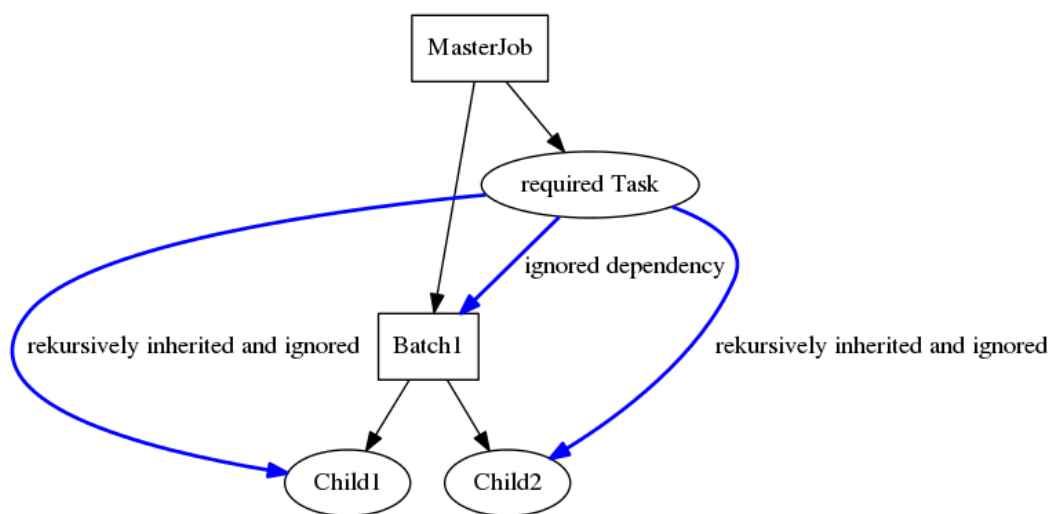 MasterJob
required Task
ignored dependency
rekursively inherited and ignored
Batch1
rekursively inherited and ignored
Child1
Child2